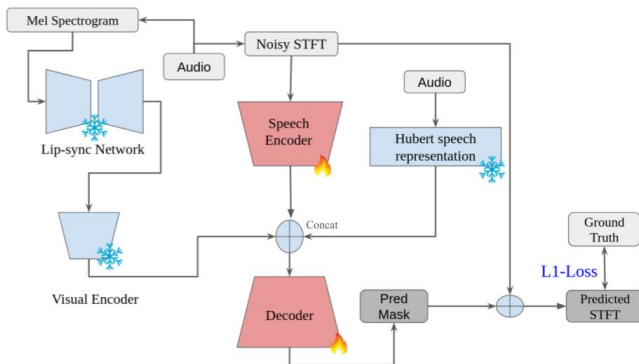 Mel Spectrogram
Noisy STFT
Audio
Audio
Speech
Encoder
Hubert speech
representation
Lip-sync Network
Concat
Ground
Truth
L1-Loss
Visual Encoder
Decoder
Pred
Mask
Predicted
STFT